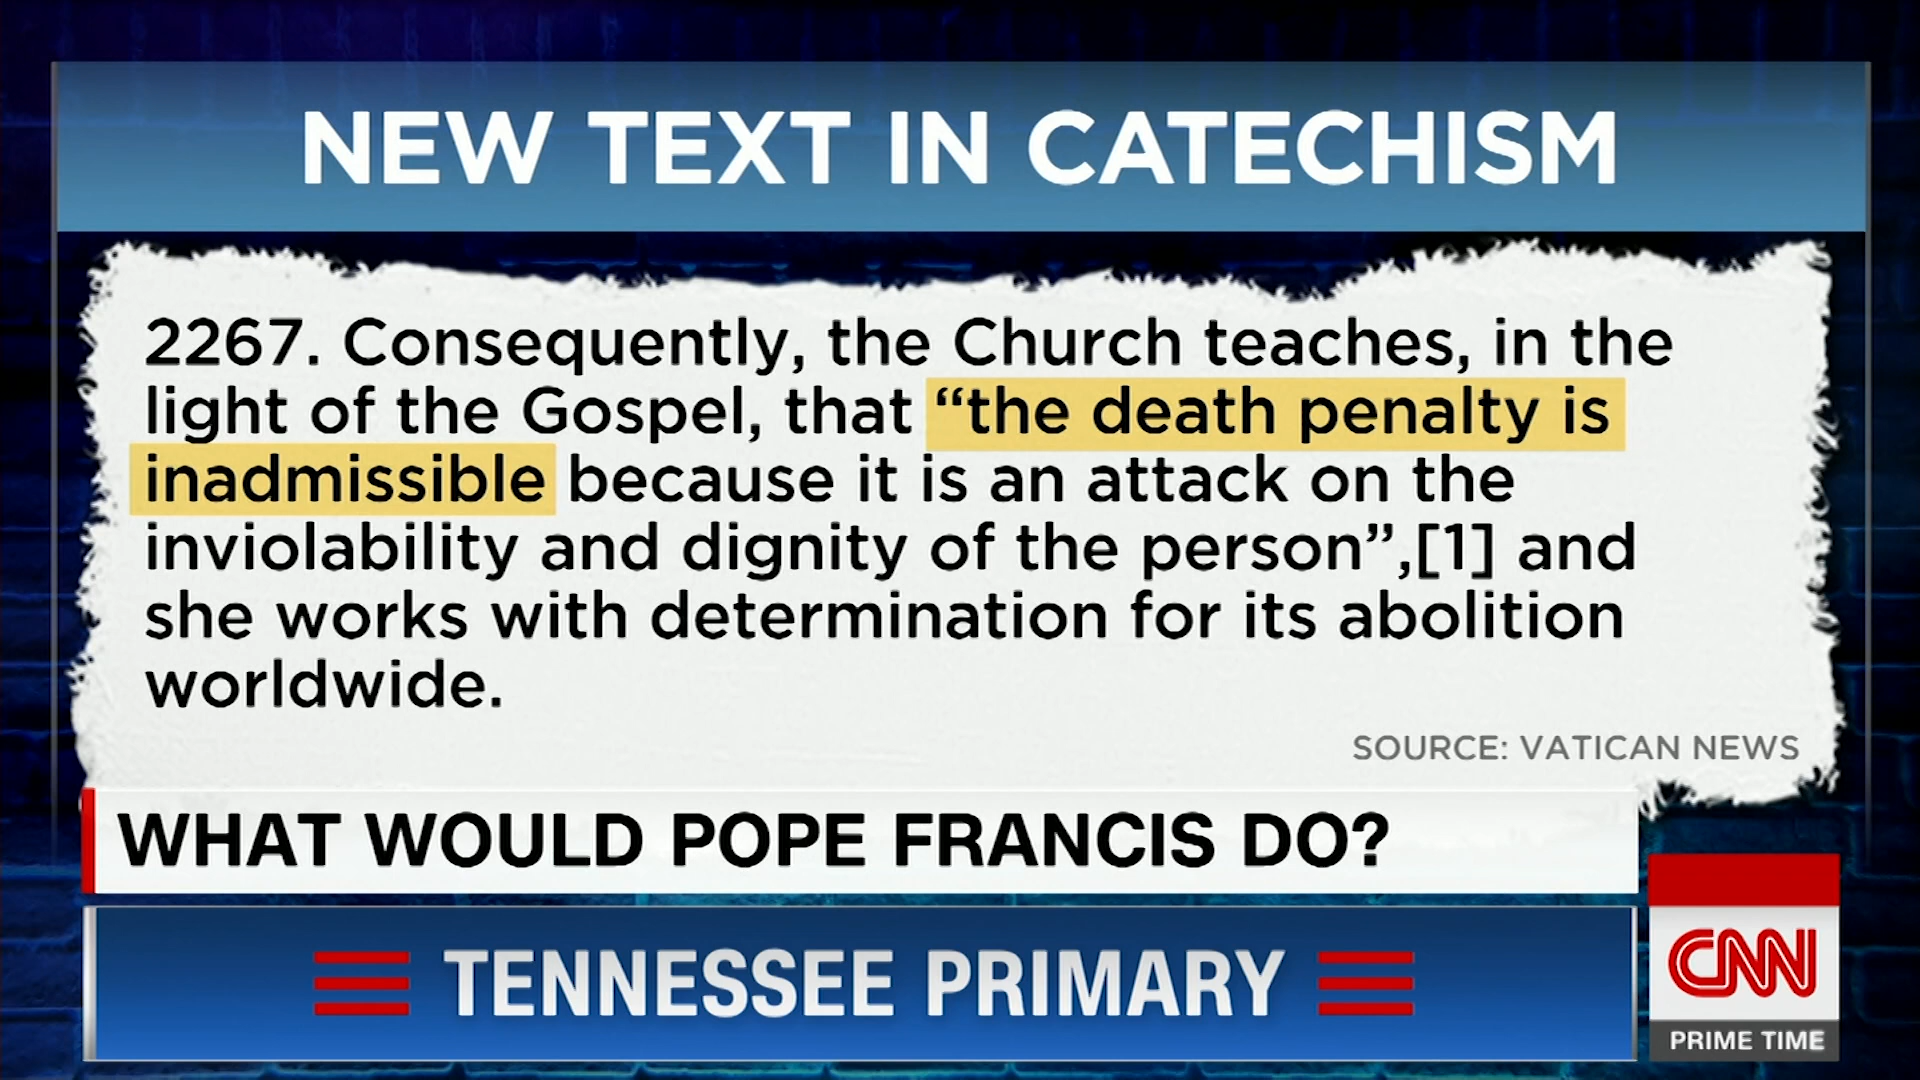 NEW TEXT IN CATECHISM
2267. Consequently, the Church teaches, in the
light of the Gospel, that “the death penalty is
inadmissible because it is an attack on the
inviolability and dignity of the person”,[1] and
she works with determination for its abolition
worldwide.
SOURCE: VATICAN NEWS
WHAT WOULD POPE FRANCIS DO?
TENNESSEE PRIMARY
CNN
PRIME TIME